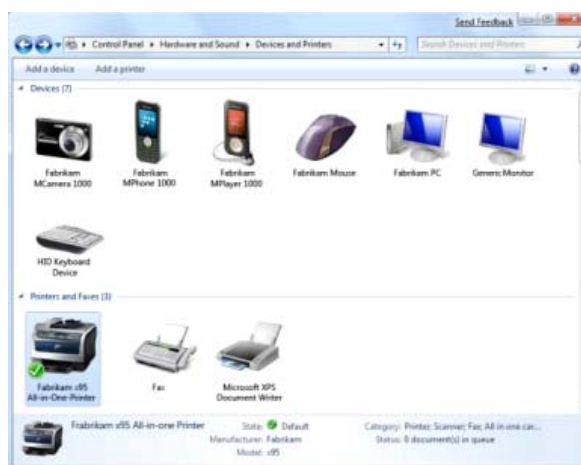 Send Feedback
Control Panel Hardware and Sound Devices and Printers
Search Devices and Printers
Add a device Add a printer
Devices (7)
Fabrikam MCamera 1000
Fabrikam MPhone 1000
Fabrikam MPlayer 1000
Fabrikam Mouse
Fabrikam PC
Generic Monitor
HID Keyboard Device
Printers and Faxes (3)
Fabrikam x95 All-in-One-Printer
Fax
Microsoft XPS Document Writer
Frabrikam x95 All-in-one Printer
State: Default
Manufacturer: Fabrikam
Model: x95
Category: Printer; Scanner; Fax; All in one can...
Status: 0 document(s) in queue